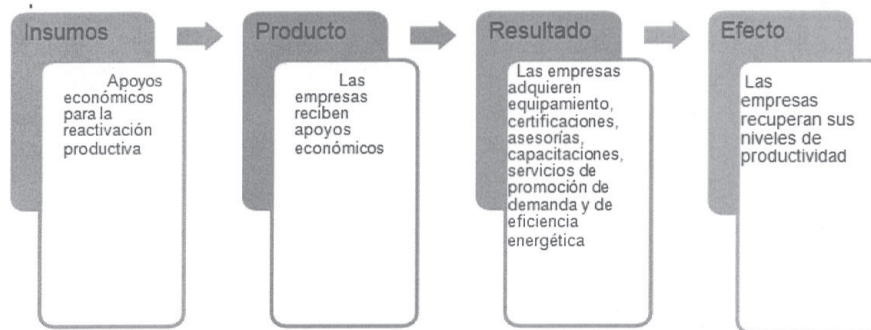 Insumos
Apoyos
económicos
para la
reactivación
productiva
Producto
Las
empresas
reciben
apoyos
económicos
Resultado
Las empresas
adquieren
equipamiento,
certificaciones,
asesorías,
capacitaciones,
servicios de
promoción de
demanda y de
eficiencia
energética
Efecto
Las
empresas
recuperan sus
niveles de
productividad